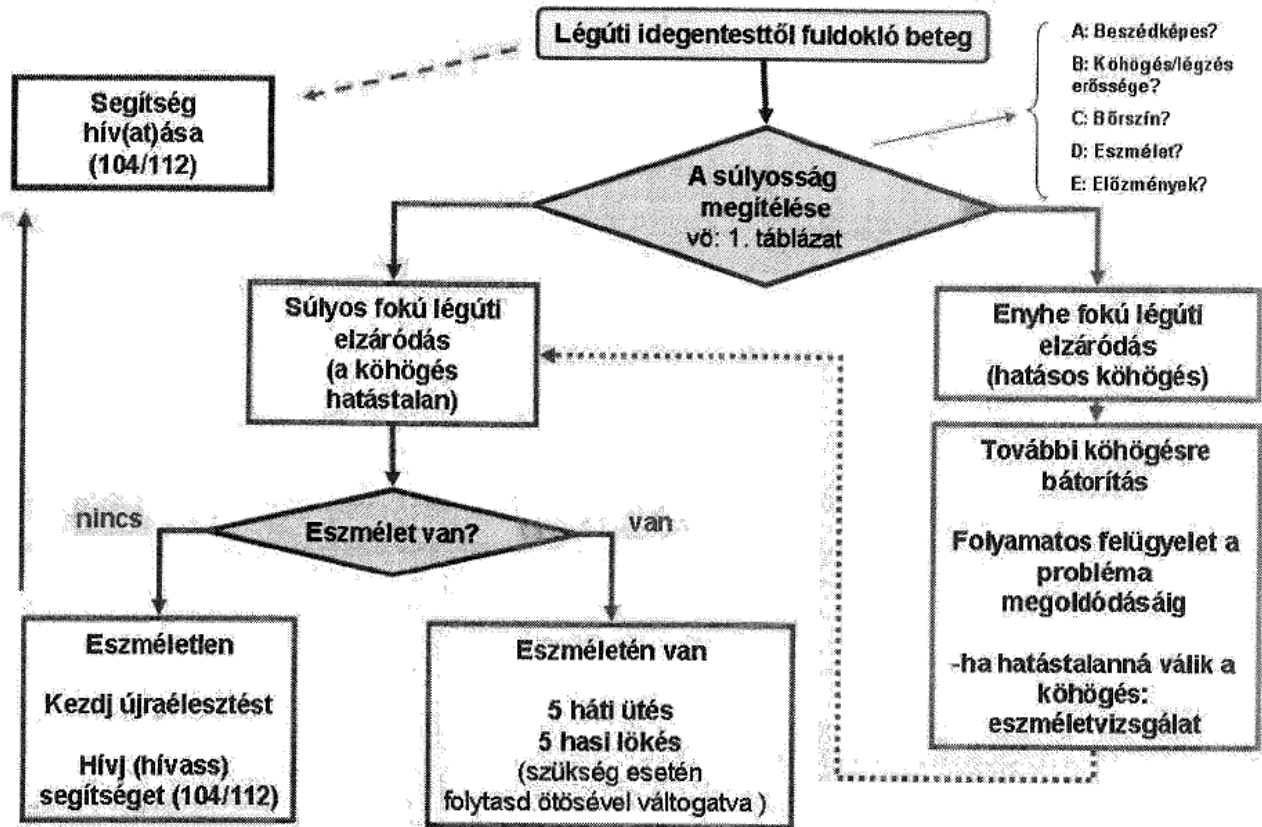 Légúti idegentesttől fuldokló beteg
A: Beszédképes?
B: Köhögés/légzés
erőssége?
C: Bőrszín?
D: Eszmélet?
E: Előzmények?
Segítség
hív(at)ása
(104/112)
A súlyosság
megítélése
vö: 1. táblázat
Súlyos fokú légúti
elzáródás
(a köhögés
hatástalan)
Enyhe fokú légúti
elzáródás
(hatásos köhögés)
További köhögésre
bátorítás
Folyamatos felügyelet a
probléma
megoldódásáig
-ha hatástalanná válik a
köhögés:
eszméletvizsgálat
nincs
Eszmélet van?
van
Eszméletlen
Kezdj újraélesztést
Hívj (hívass)
segítséget (104/112)
Eszméletén van
5 háti ütés
5 hasi lökés
(szükség esetén
folytasd ötösével váltogatva )